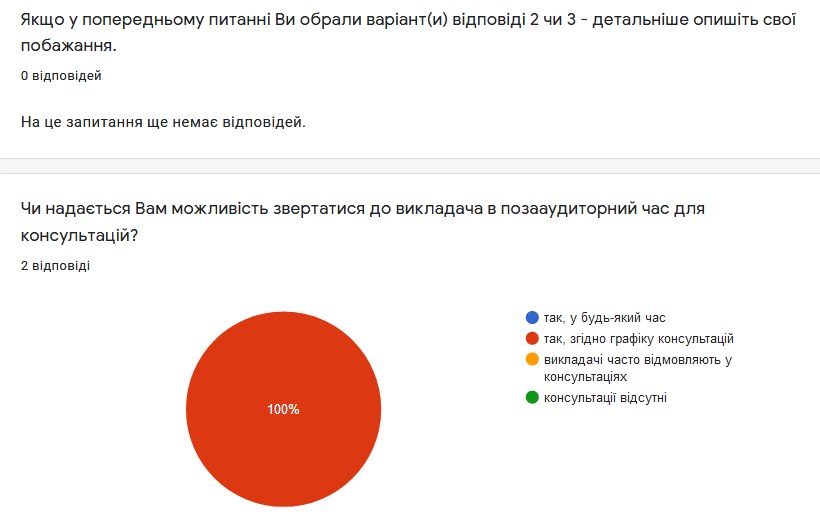 Якщо у попередньому питанні Ви обрали варіант(и) відповіді 2 чи 3 - детальніше опишіть свої
побажання.
0 відповідей
На це запитання ще немає відповідей.
Чи надається Вам можливість звертатися до викладача в позааудиторний час для
консультацій?
2 відповіді
так, у будь-який час
так, згідно графіку консультацій
викладачі часто відмовляють у
консультаціях
консультації відсутні
100%